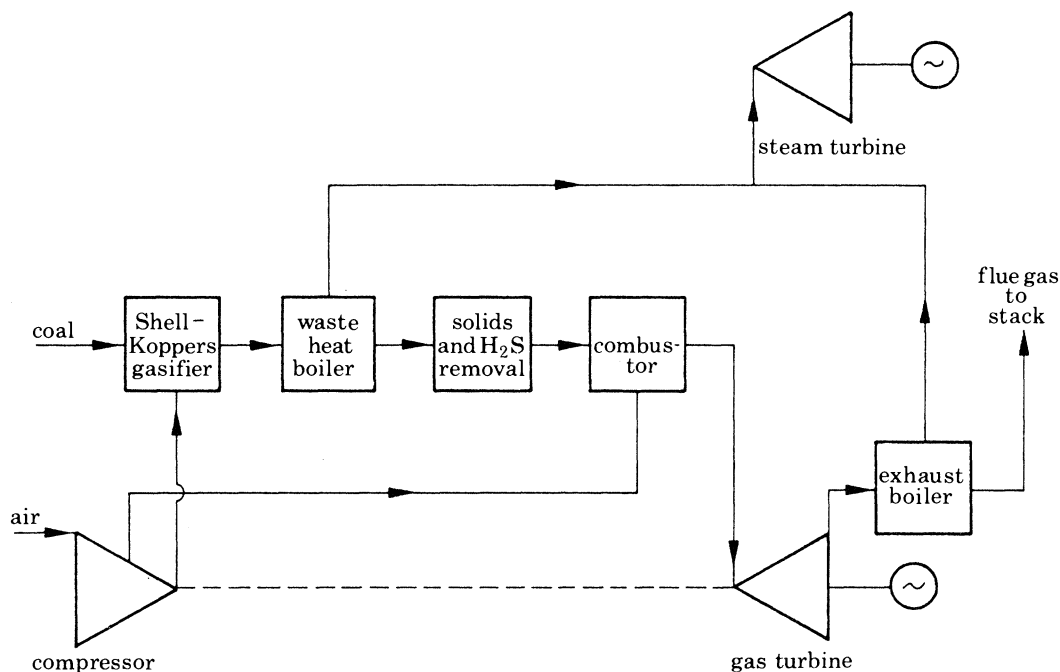 steam turbine
flue gas
to
stack
coal
Shell–
Koppers
gasifier
waste
heat
boiler
solids
and H₂S
removal
combus-
tor
exhaust
boiler
air
compressor
gas turbine
~
~